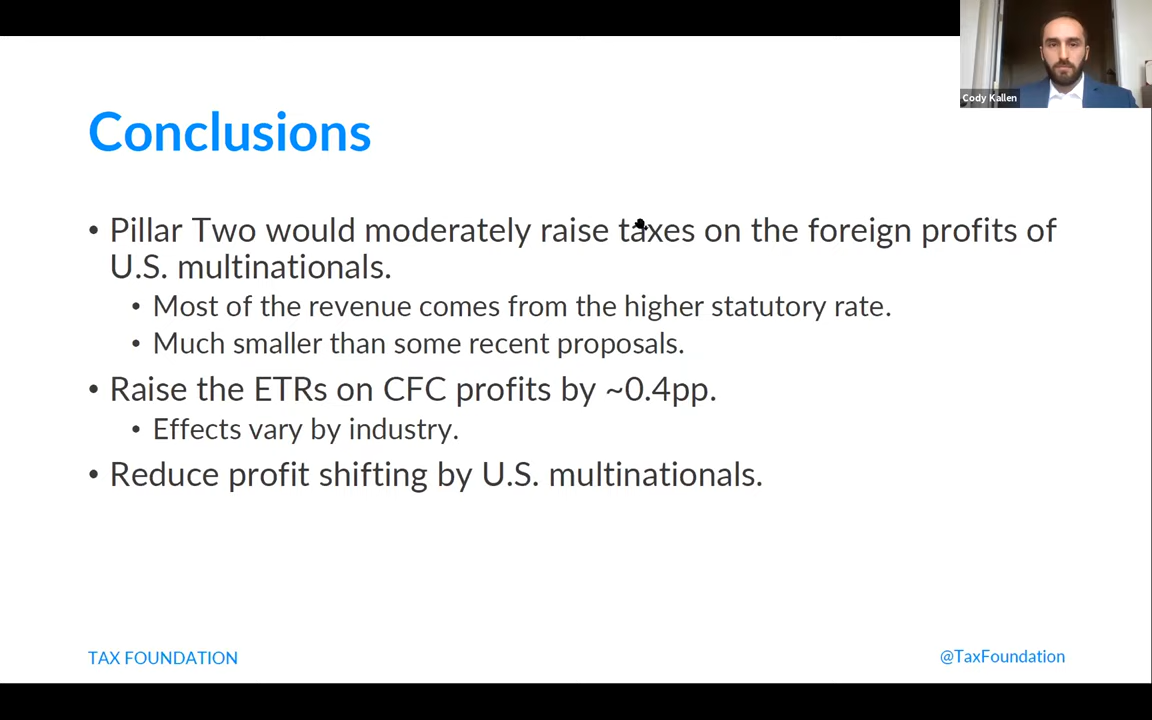 Cody Kallen
Conclusions
• Pillar Two would moderately raise taxes on the foreign profits of
U.S. multinationals.
• Most of the revenue comes from the higher statutory rate.
• Much smaller than some recent proposals.
• Raise the ETRs on CFC profits by ~0.4pp.
• Effects vary by industry.
• Reduce profit shifting by U.S. multinationals.
TAX FOUNDATION
@TaxFoundation